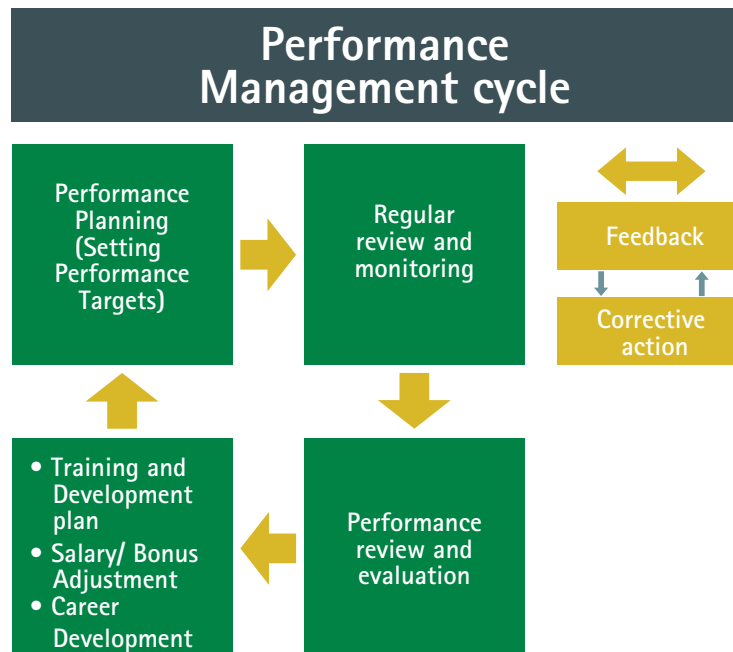 Performance
Management cycle
Performance
Planning
(Setting
Performance
Targets)
Regular
review and
monitoring
Feedback
Corrective
action
• Training and
Development
plan
• Salary/ Bonus
Adjustment
• Career
Development
Performance
review and
evaluation